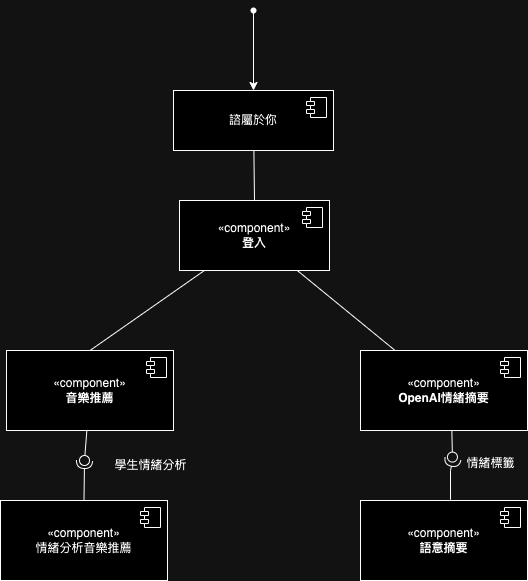 諮屬於你
«component»
登入
«component»
音樂推薦
«component»
OpenAI情緒摘要
學生情緒分析
情緒標籤
«component»
情緒分析音樂推薦
«component»
語意摘要